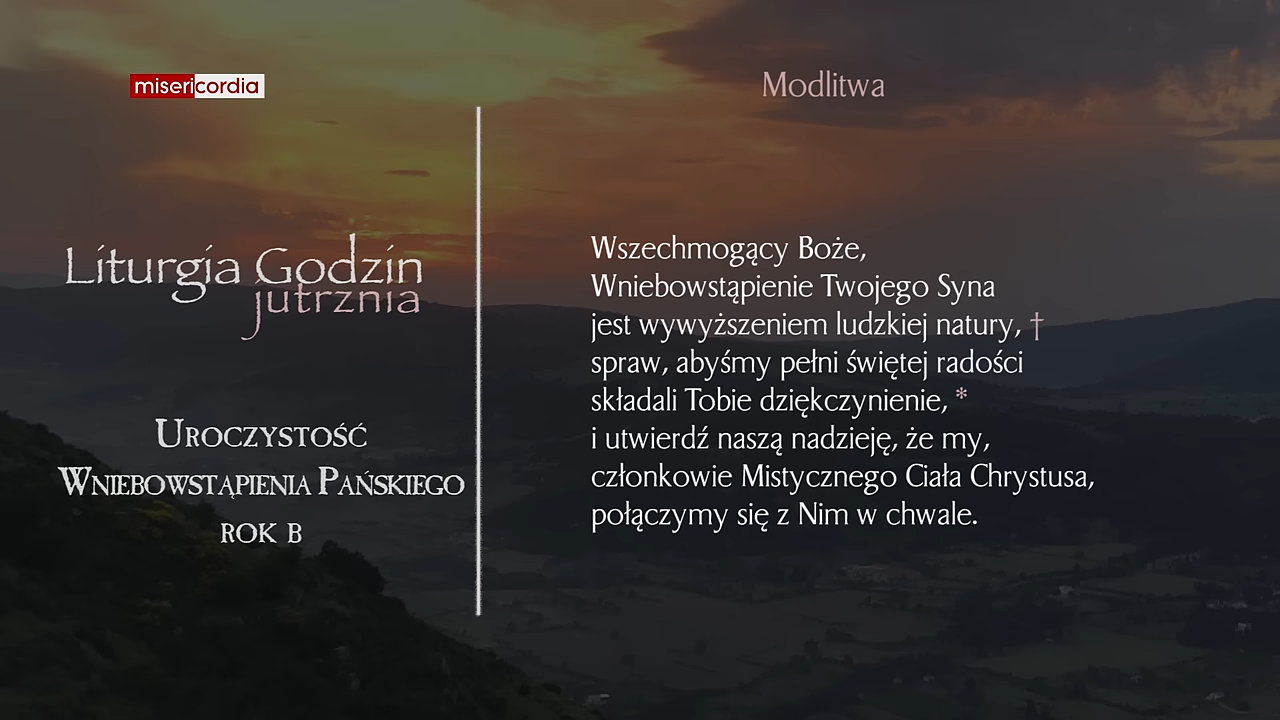 misericordia
Liturgia Godzin
jutrznia
Uroczystość
Wniebowstąpienia Pańskiego
rok B
Modlitwa
Wszechmogący Boże,
Wniebowstąpienie Twojego Syna
jest wywyższeniem ludzkiej natury, †
spraw, abyśmy pełni świętej radości
składali Tobie dziękczynienie, *
i utwierdź naszą nadzieję, że my,
członkowie Mistycznego Ciała Chrystusa,
połączymy się z Nim w chwale.